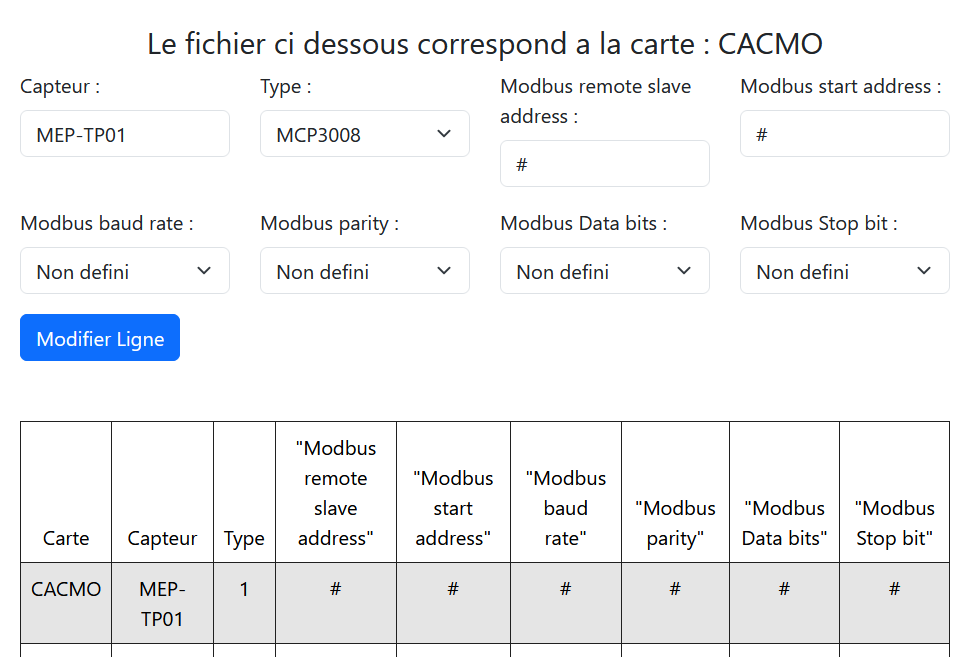 Le fichier ci dessous correspond a la carte : CACMO
Capteur :
MEP-TP01
Type :
MCP3008
Modbus remote slave
address :
#
Modbus start address :
#
Modbus baud rate :
Non defini
Modbus parity :
Non defini
Modbus Data bits :
Non defini
Modbus Stop bit :
Non defini
Modifier Ligne
Carte
Capteur
Type
"Modbus
remote
slave
address"
"Modbus
start
address"
"Modbus
baud
rate"
"Modbus
parity"
"Modbus
Data bits"
"Modbus
Stop bit"
CACMO
MEP-
TP01
1
#
#
#
#
#
#